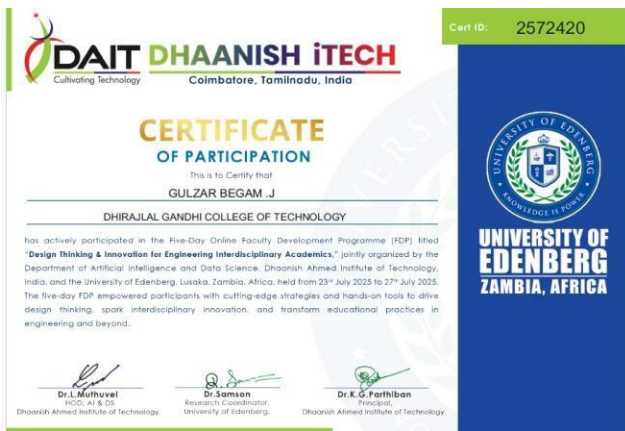 Cert ID: 2572420
DAIT DHAANISH iTECH
Cultivating Technology
Coimbatore, Tamilnadu, India
CERTIFICATE
OF PARTICIPATION
This is to Certify that
GULZAR BEGAM .J
DHIRAJLAL GANDHI COLLEGE OF TECHNOLOGY
has actively participated in the Five-Day Online Faculty Development Programme (FDP) titled
"Design Thinking & Innovation for Engineering Interdisciplinary Academics," jointly organized by the
Department of Artificial Intelligence and Data Science, Dhaanish Ahmed Institute of Technology,
India, and the University of Edenberg, Lusaka, Zambia, Africa, held from 23rd July 2025 to 27th July 2025.
The five-day FDP empowered participants with cutting-edge strategies and hands-on tools to drive
design thinking, spark interdisciplinary innovation, and transform educational practices in
engineering and beyond.
UNIVERSITY OF EDENBERG
KNOWLEDGE IS POWER
UNIVERSITY OF
EDENBERG
ZAMBIA, AFRICA
Dr.L.Muthuvel
HOD, AI & DS
Dhaanish Ahmed Institute of Technology.
Dr.Samson
Research Coordinator,
University of Edenberg.
Dr.K.G.Parthiban
Principal,
Dhaanish Ahmed Institute of Technology